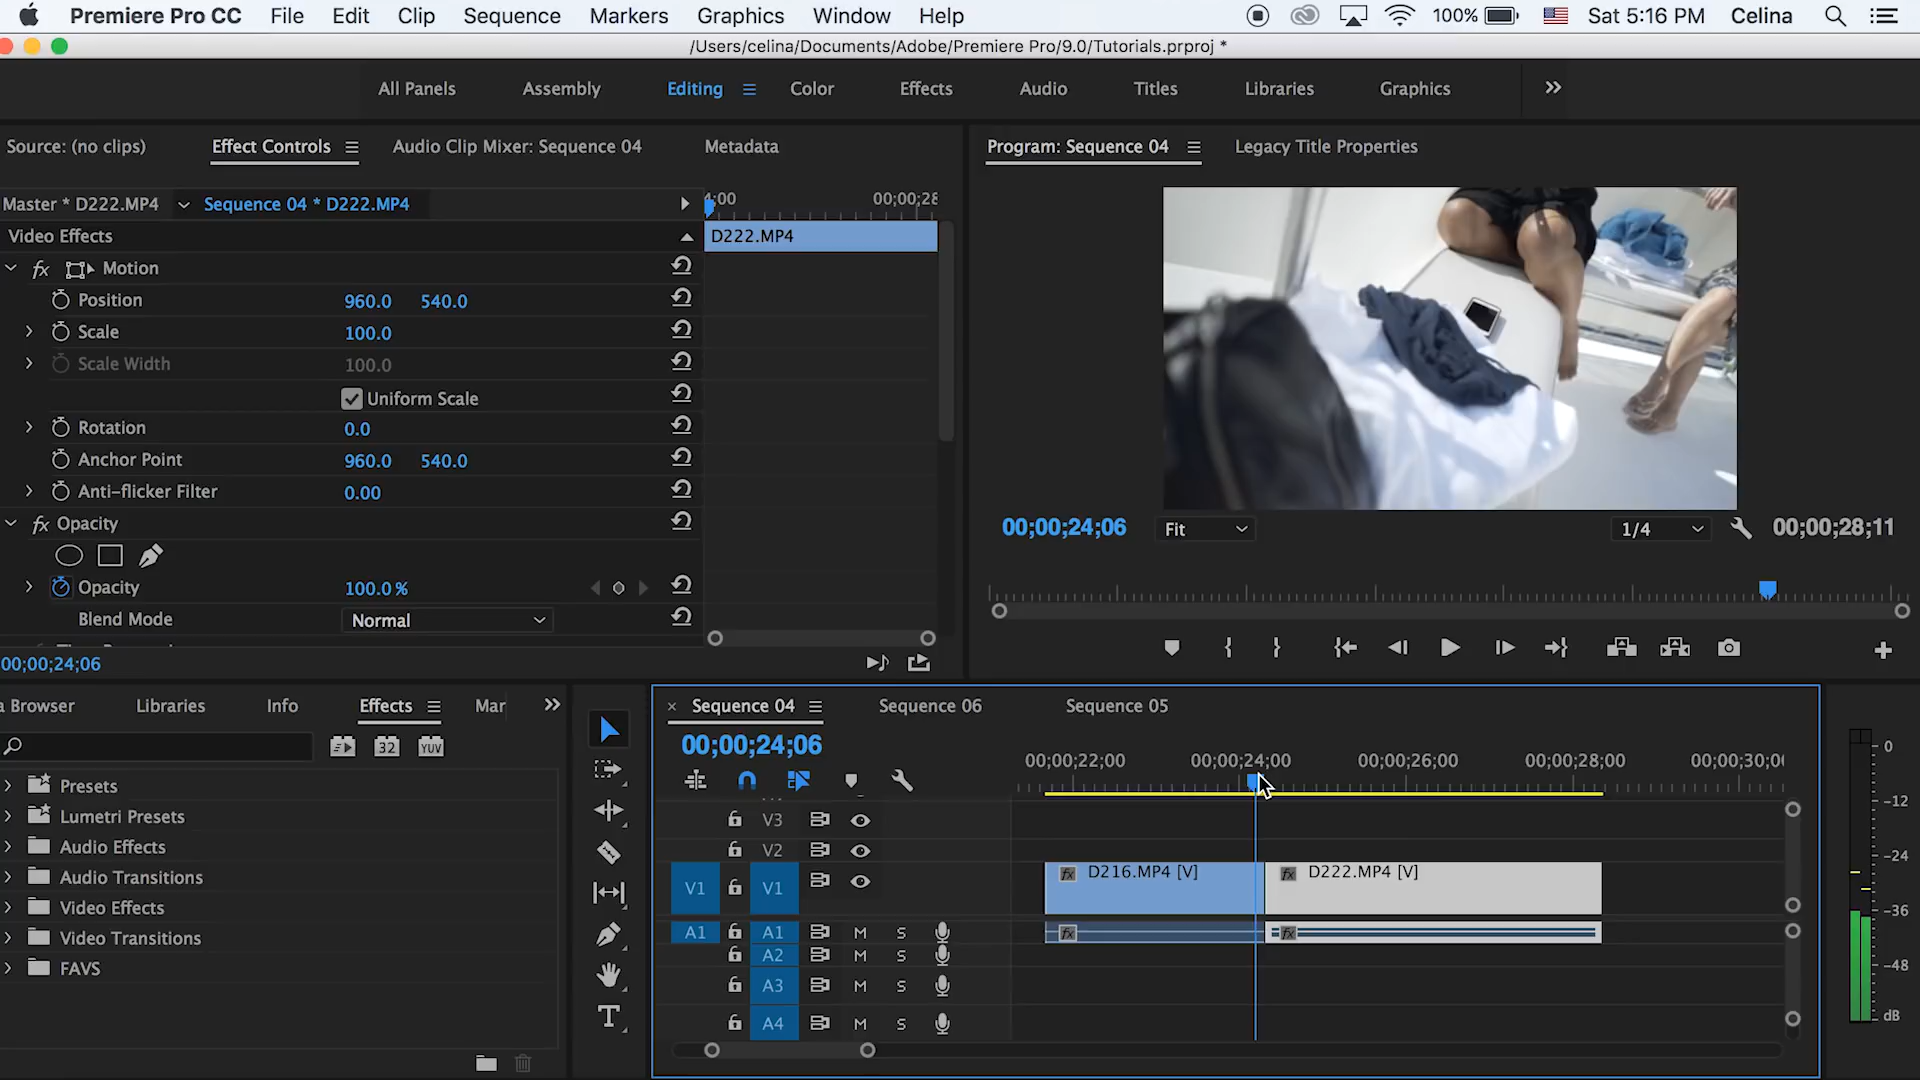 Premiere Pro CC File Edit Clip Sequence Markers Graphics Window Help 100% Sat 5:16 PM Celina
/Users/celina/Documents/Adobe/Premiere Pro/9.0/Tutorials.prproj *
All Panels Assembly Editing Color Effects Audio Titles Libraries Graphics
Source: (no clips) Effect Controls Audio Clip Mixer: Sequence 04 Metadata
Program: Sequence 04 Legacy Title Properties
Master * D222.MP4 Sequence 04 * D222.MP4
;00 00;00;28
Video Effects
D222.MP4
fx Motion
Position 960.0 540.0
Scale 100.0
Scale Width 100.0
Uniform Scale
Rotation 0.0
Anchor Point 960.0 540.0
Anti-flicker Filter 0.00
fx Opacity
Opacity 100.0 %
Blend Mode Normal
00;00;24;06
00;00;24;06 Fit 1/4 00;00;28;11
a Browser Libraries Info Effects Mar
32 YUV
Presets
Lumetri Presets
Audio Effects
Audio Transitions
Video Effects
Video Transitions
FAVS
T
× Sequence 04 Sequence 06 Sequence 05
00;00;24;06
00;00;22;00 00;00;24;00 00;00;26;00 00;00;28;00 00;00;30;0
V3
V2
V1 V1
fx D216.MP4 [V] fx D222.MP4 [V]
A1 A1 M S fx fx
A2 M S
A3 M S
A4 M S
0
-12
-24
-36
-48
dB